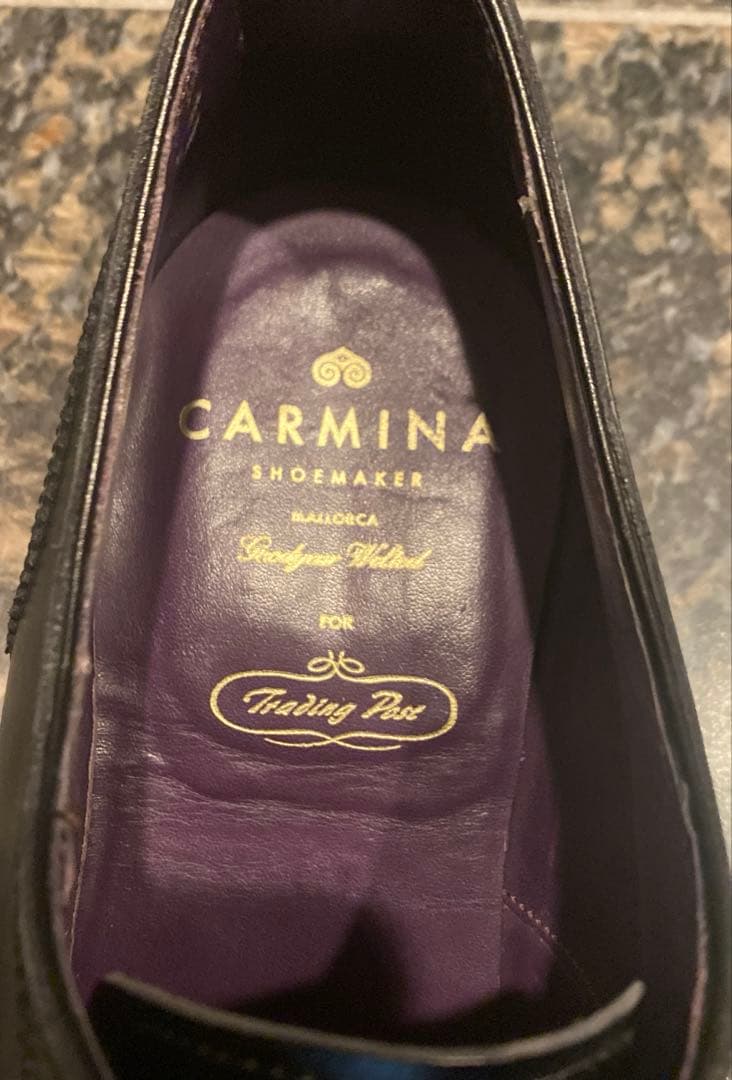 CARMINA
SHOEMAKER
MALLORCA
Goodyear Welted
FOR
Trading Post